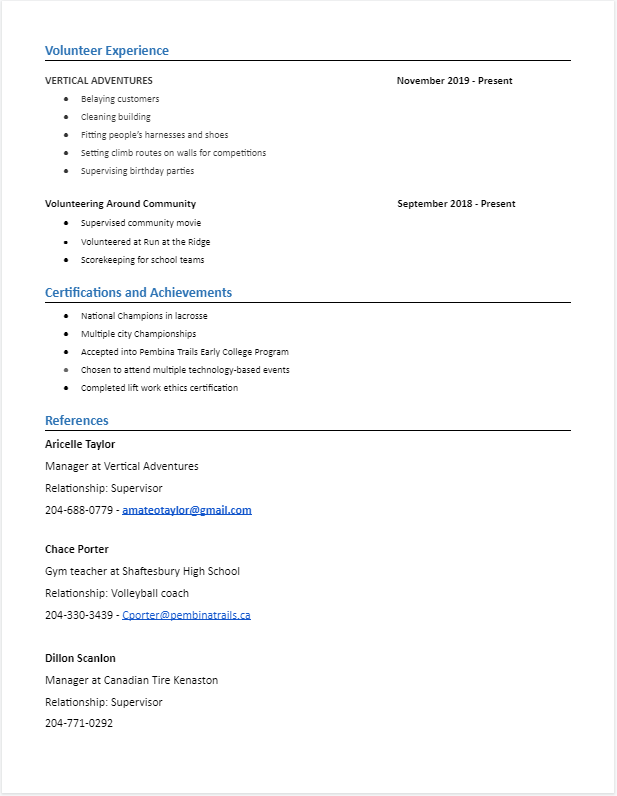 Volunteer Experience
VERTICAL ADVENTURES November 2019 - Present
• Belaying customers
• Cleaning building
• Fitting people's harnesses and shoes
• Setting climb routes on walls for competitions
• Supervising birthday parties
Volunteering Around Community September 2018 - Present
• Supervised community movie
• Volunteered at Run at the Ridge
• Scorekeeping for school teams
Certifications and Achievements
• National Champions in lacrosse
• Multiple city Championships
• Accepted into Pembina Trails Early College Program
• Chosen to attend multiple technology-based events
• Completed lift work ethics certification
References
Aricelle Taylor
Manager at Vertical Adventures
Relationship: Supervisor
204-688-0779 - amateotaylor@gmail.com
Chace Porter
Gym teacher at Shaftesbury High School
Relationship: Volleyball coach
204-330-3439 - Cporter@pembinatrails.ca
Dillon Scanlon
Manager at Canadian Tire Kenaston
Relationship: Supervisor
204-771-0292